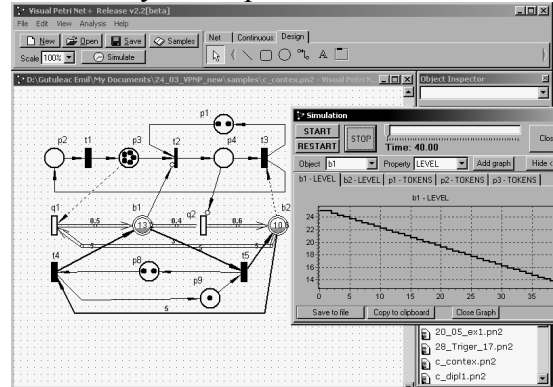 Visual Petri Net+ Release v2.2[beta]
File Edit View Analysis Help
New Open Save Samples
Scale 100% Simulate
Net Continuous Design
A
D:\Gutuleac Emil\My Documents\24_03_VPNP_new\samples\c_contex.pn2 - Visual Petri N...
Object Inspector
p1
p2 t1 p3 t2 p4 t3
q1 b1 q2 b2
0,5 0,4 0,6
13
5
t4 p8 t5
p9
5
Simulation
START
RESTART
STOP
Time: 40.00
Object b1 Property LEVEL Add graph Hide <
b1 - LEVEL b2 - LEVEL p1 - TOKENS p2 - TOKENS p3 - TOKENS
b1 - LEVEL
24
22
20
18
16
14
0 5 10 15 20 25 30 35
Save to file Copy to clipboard Close Graph
20_05_ex1.pn2
28_Triger_17.pn2
c_contex.pn2
c_dipl1.pn2